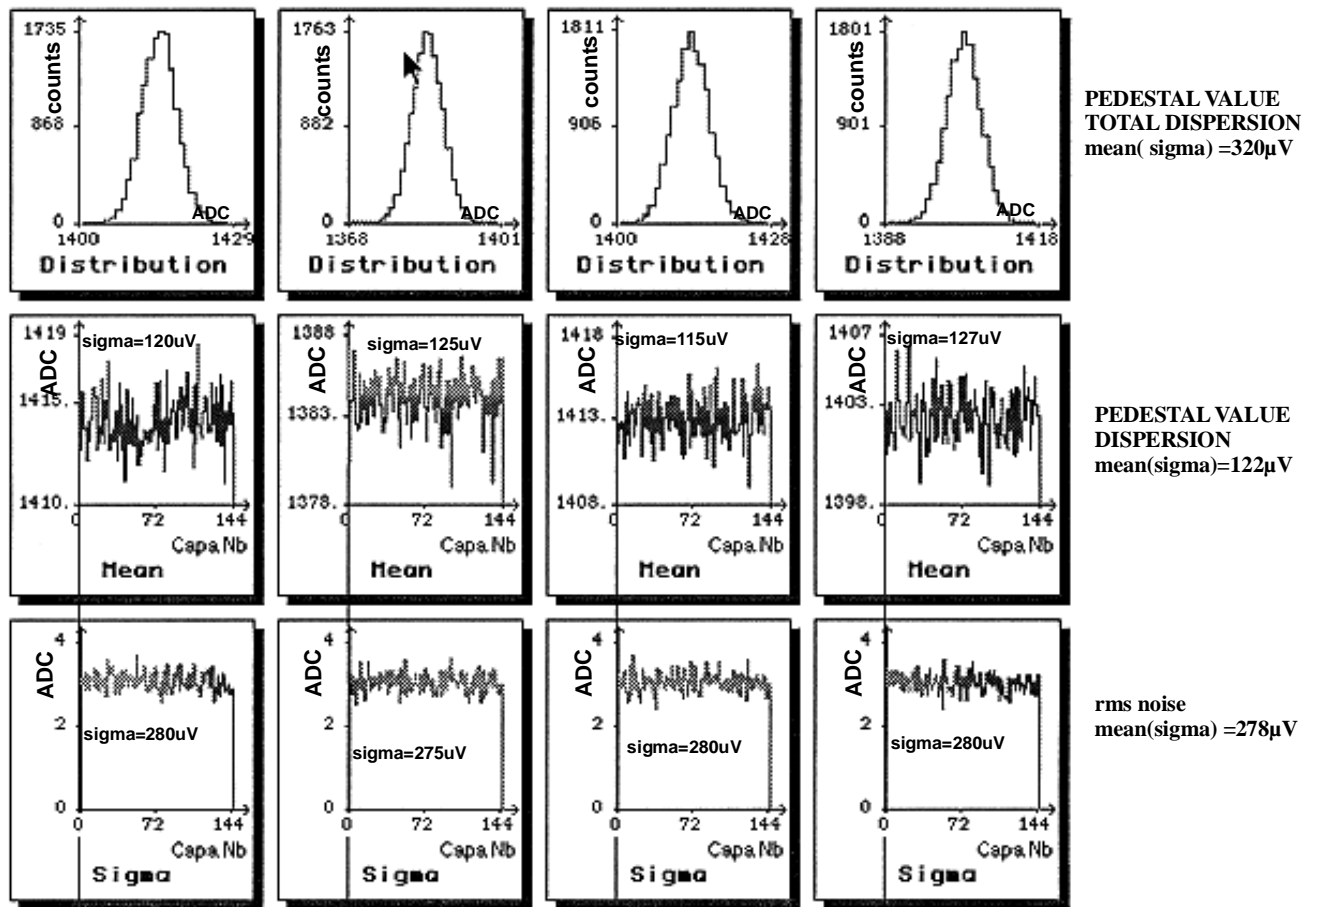 1735
counts
868
0
ADC
1400 1429
Distribution
1763
counts
882
0
ADC
1368 1401
Distribution
1811
counts
906
0
ADC
1400 1428
Distribution
1801
counts
901
0
ADC
1388 1418
Distribution
PEDESTAL VALUE
TOTAL DISPERSION
mean( sigma) =320µV
1419
sigma=120uV
ADC
1415.
1410.
0 72 144
Capa Nb
Mean
1388
sigma=125uV
ADC
1383.
1378.
0 72 144
Capa Nb
Mean
1418
sigma=115uV
ADC
1413.
1408.
0 72 144
Capa Nb
Mean
1407
sigma=127uV
ADC
1403.
1398.
0 72 144
Capa Nb
Mean
PEDESTAL VALUE
DISPERSION
mean(sigma)=122µV
4
ADC
2
sigma=280uV
0
0 72 144
Capa Nb
Sigma
4
ADC
2
sigma=275uV
0
0 72 144
Capa Nb
Sigma
4
ADC
2
sigma=280uV
0
0 72 144
Capa Nb
Sigma
4
ADC
2
sigma=280uV
0
0 72 144
Capa Nb
Sigma
rms noise
mean(sigma) =278µV